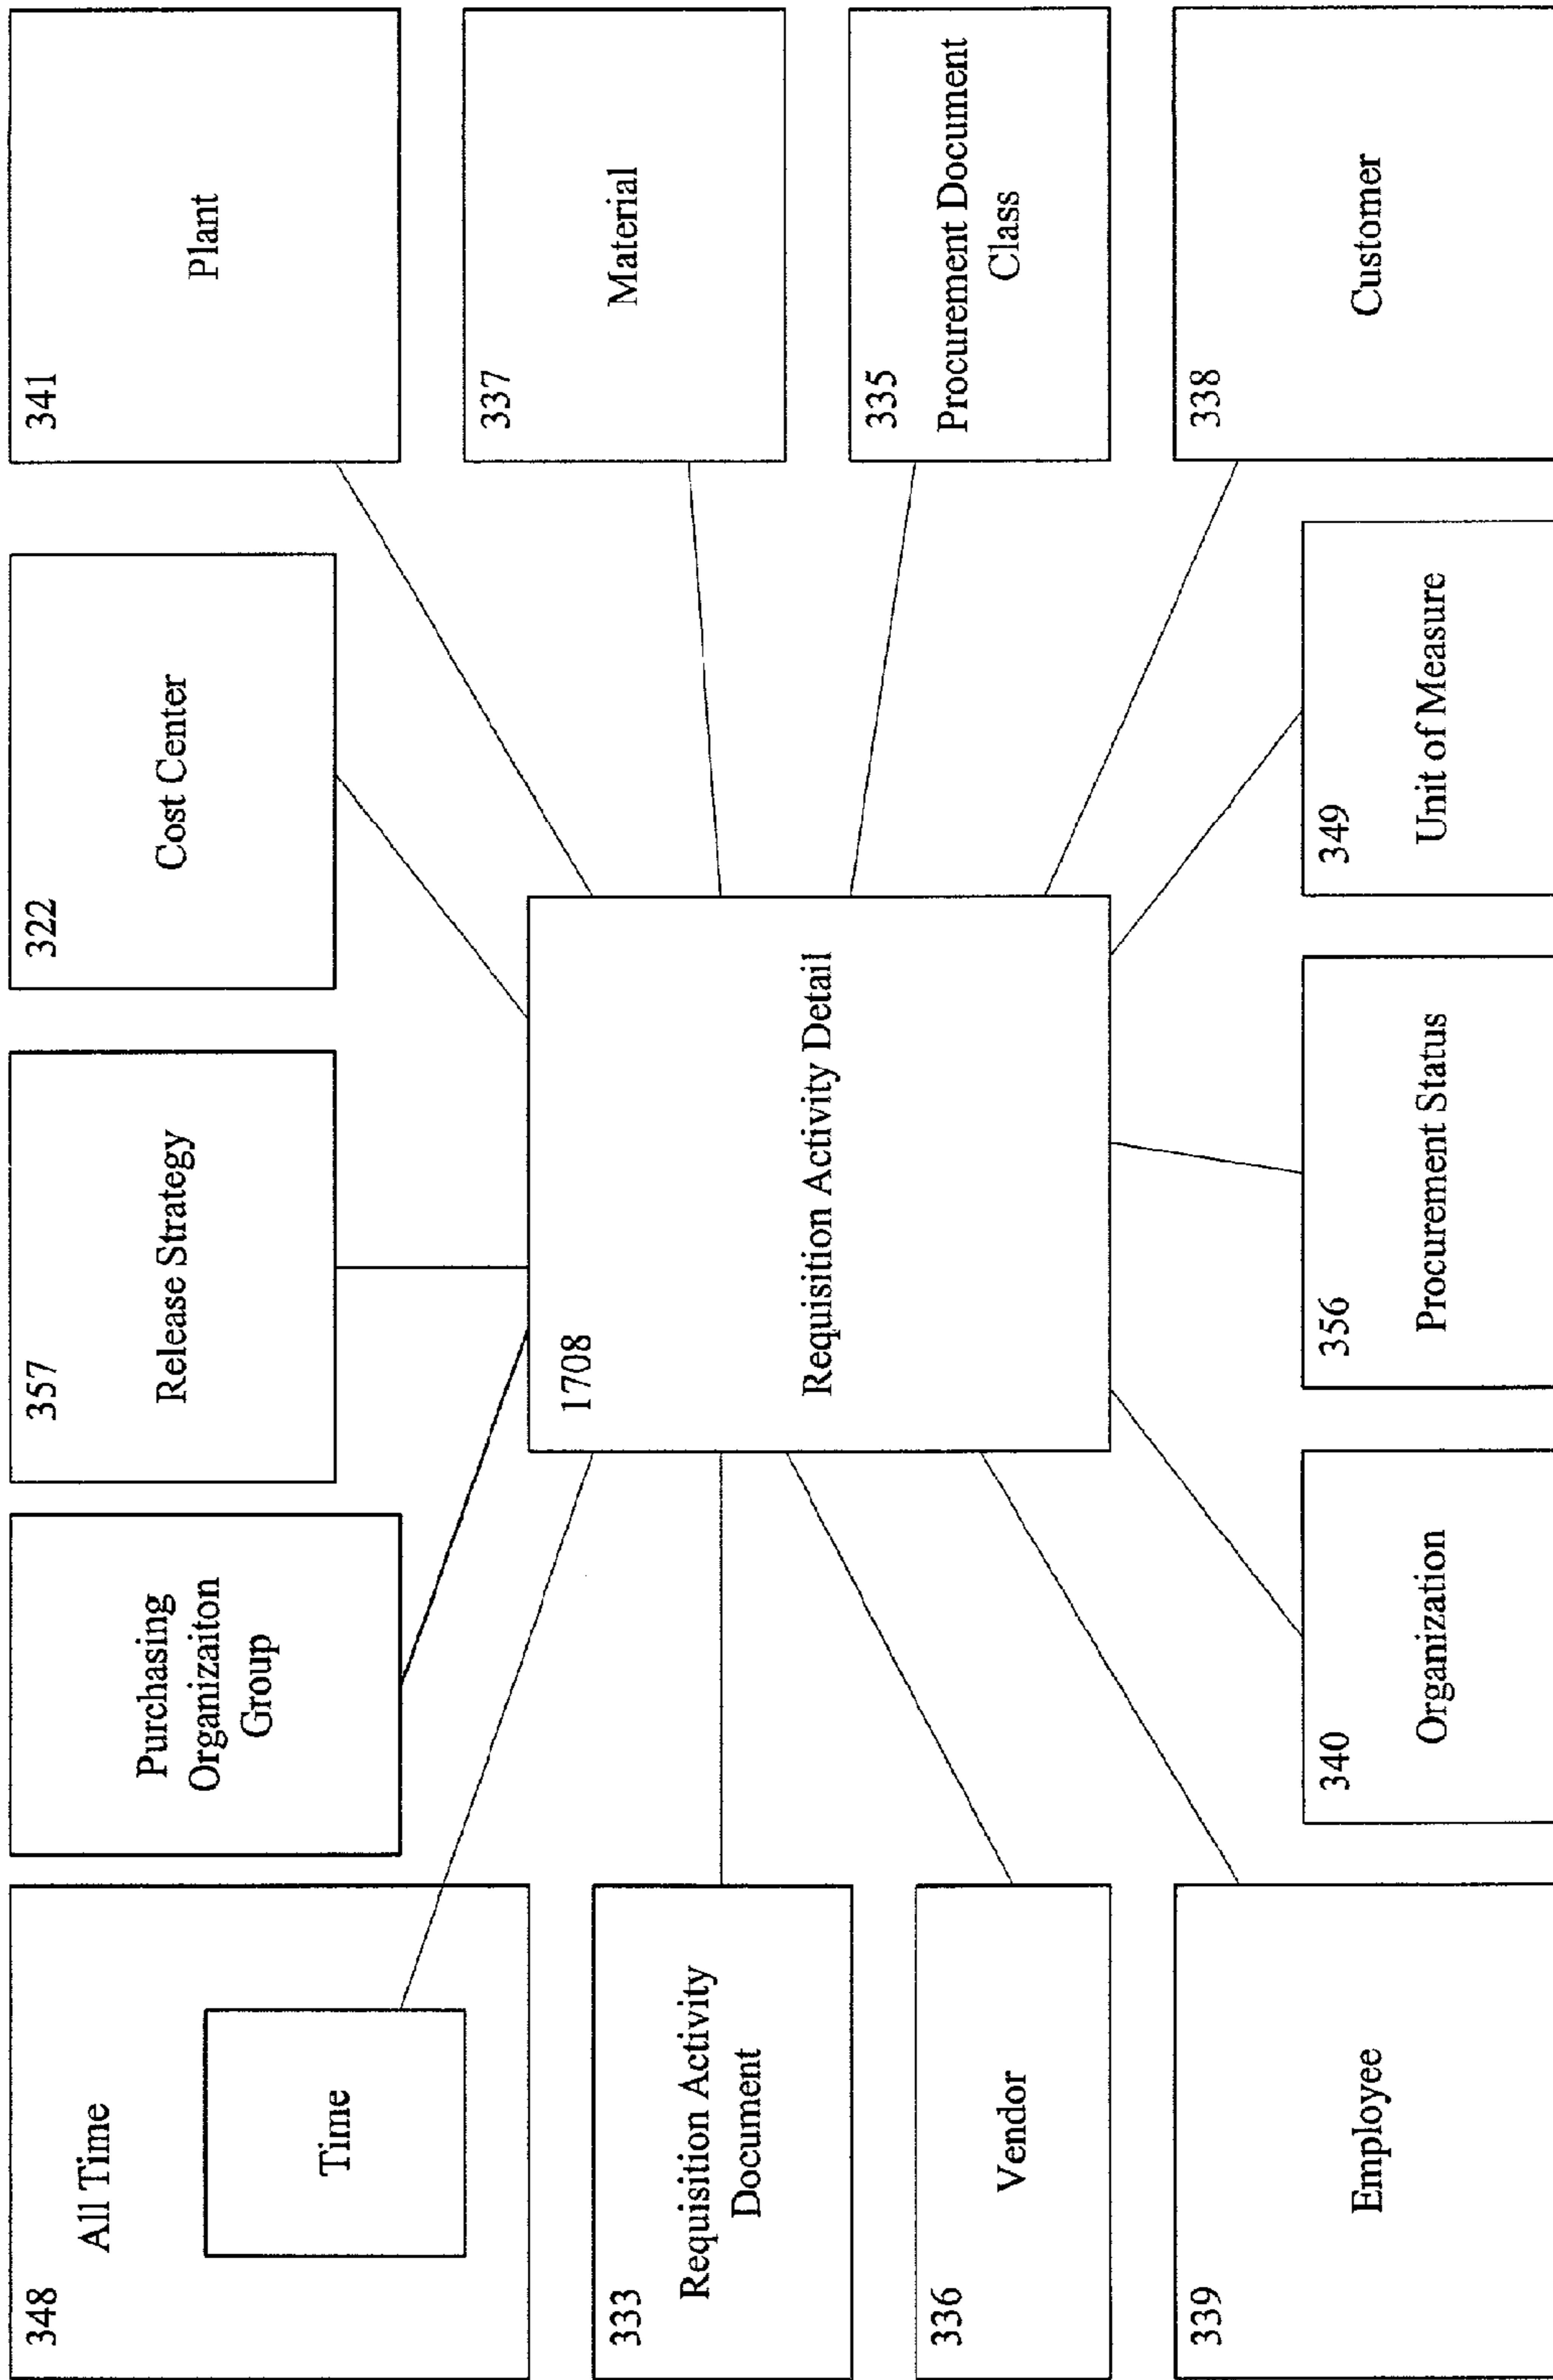 348
All Time
Time
Purchasing
Organizaiton
Group
357
Release Strategy
322
Cost Center
341
Plant
333
Requisition Activity
Document
1708
Requisition Activity Detail
337
Material
336
Vendor
335
Procurement Document
Class
339
Employee
340
Organization
356
Procurement Status
349
Unit of Measure
338
Customer